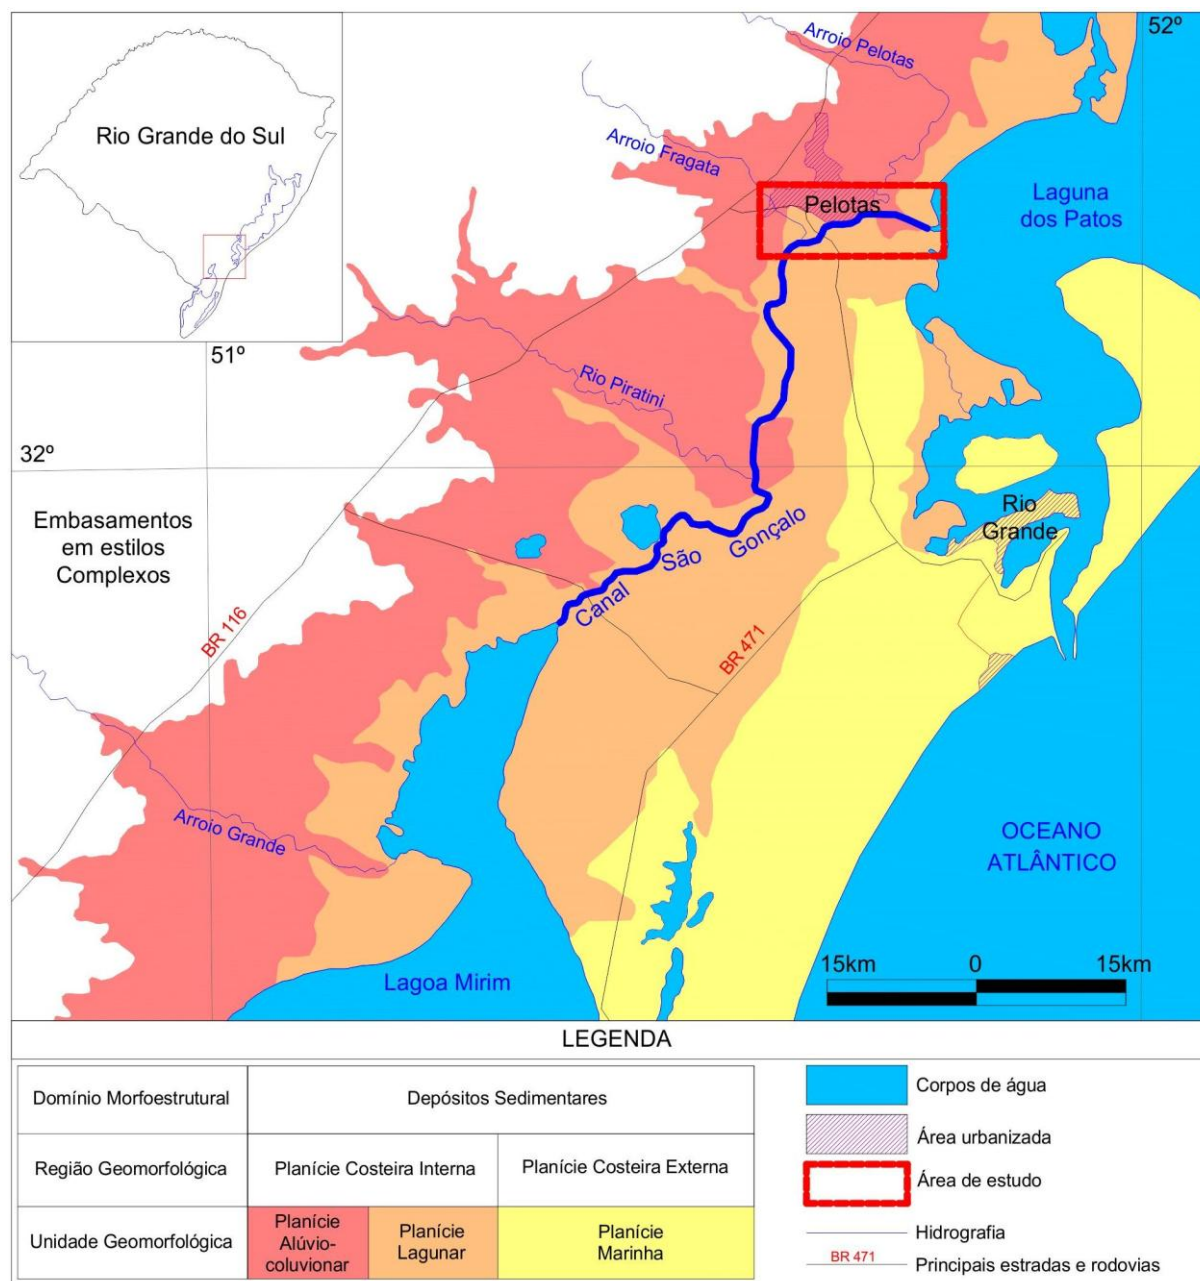 52º
Arroio Pelotas
Rio Grande do Sul
Arroio Fragata
Laguna
dos Patos
Pelotas
51º
Rio Piratini
32º
Rio
Grande
Embasamentos
em estilos
Complexos
Canal São Gonçalo
BR 116
BR 471
Arroio Grande
OCEANO
ATLÂNTICO
Lagoa Mirim
15km 0 15km
LEGENDA
Domínio Morfoestrutural
Depósitos Sedimentares
Região Geomorfológica
Planície Costeira Interna
Planície Costeira Externa
Unidade Geomorfológica
Planície
Alúvio-
coluvionar
Planície
Lagunar
Planície
Marinha
Corpos de água
Área urbanizada
Área de estudo
Hidrografia
BR 471
Principais estradas e rodovias